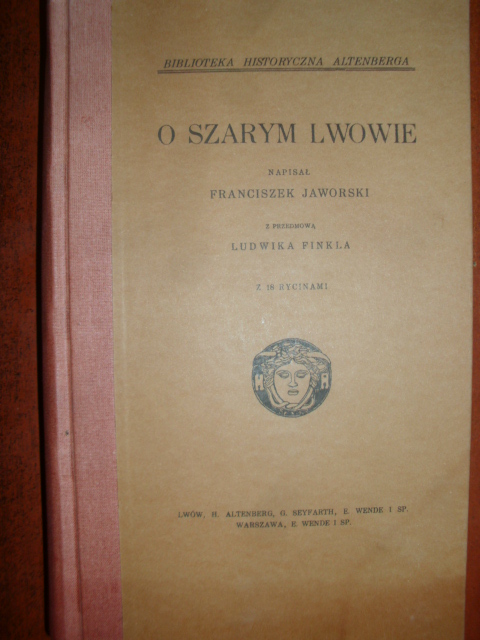 BIBLIOTEKA HISTORYCZNA ALTENBERGA
O SZARYM LWOWIE
NAPISAŁ
FRANCISZEK JAWORSKI
Z PRZEDMOWĄ
LUDWIKA FINKLA
Z 18 RYCINAMI
LWÓW, H. ALTENBERG, G. SEYFARTH, E. WENDE I SP.
WARSZAWA, E. WENDE I SP.